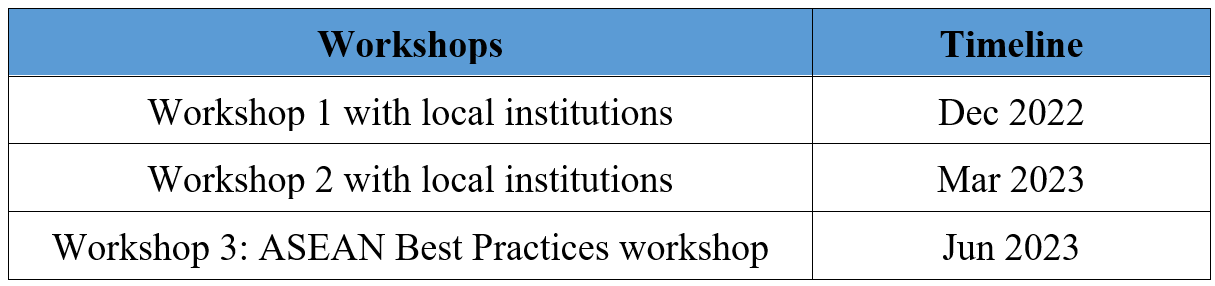 Workshops Timeline
Workshop 1 with local institutions Dec 2022
Workshop 2 with local institutions Mar 2023
Workshop 3: ASEAN Best Practices workshop Jun 2023